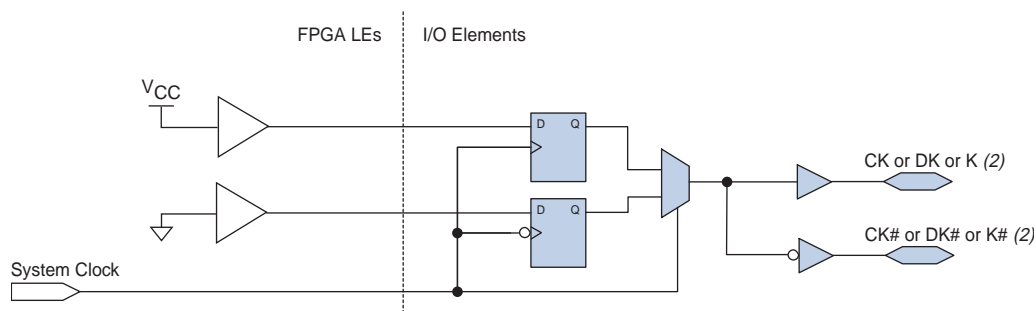 FPGA LEs
I/O Elements
VCC
D Q
CK or DK or K (2)
D Q
CK# or DK# or K# (2)
System Clock